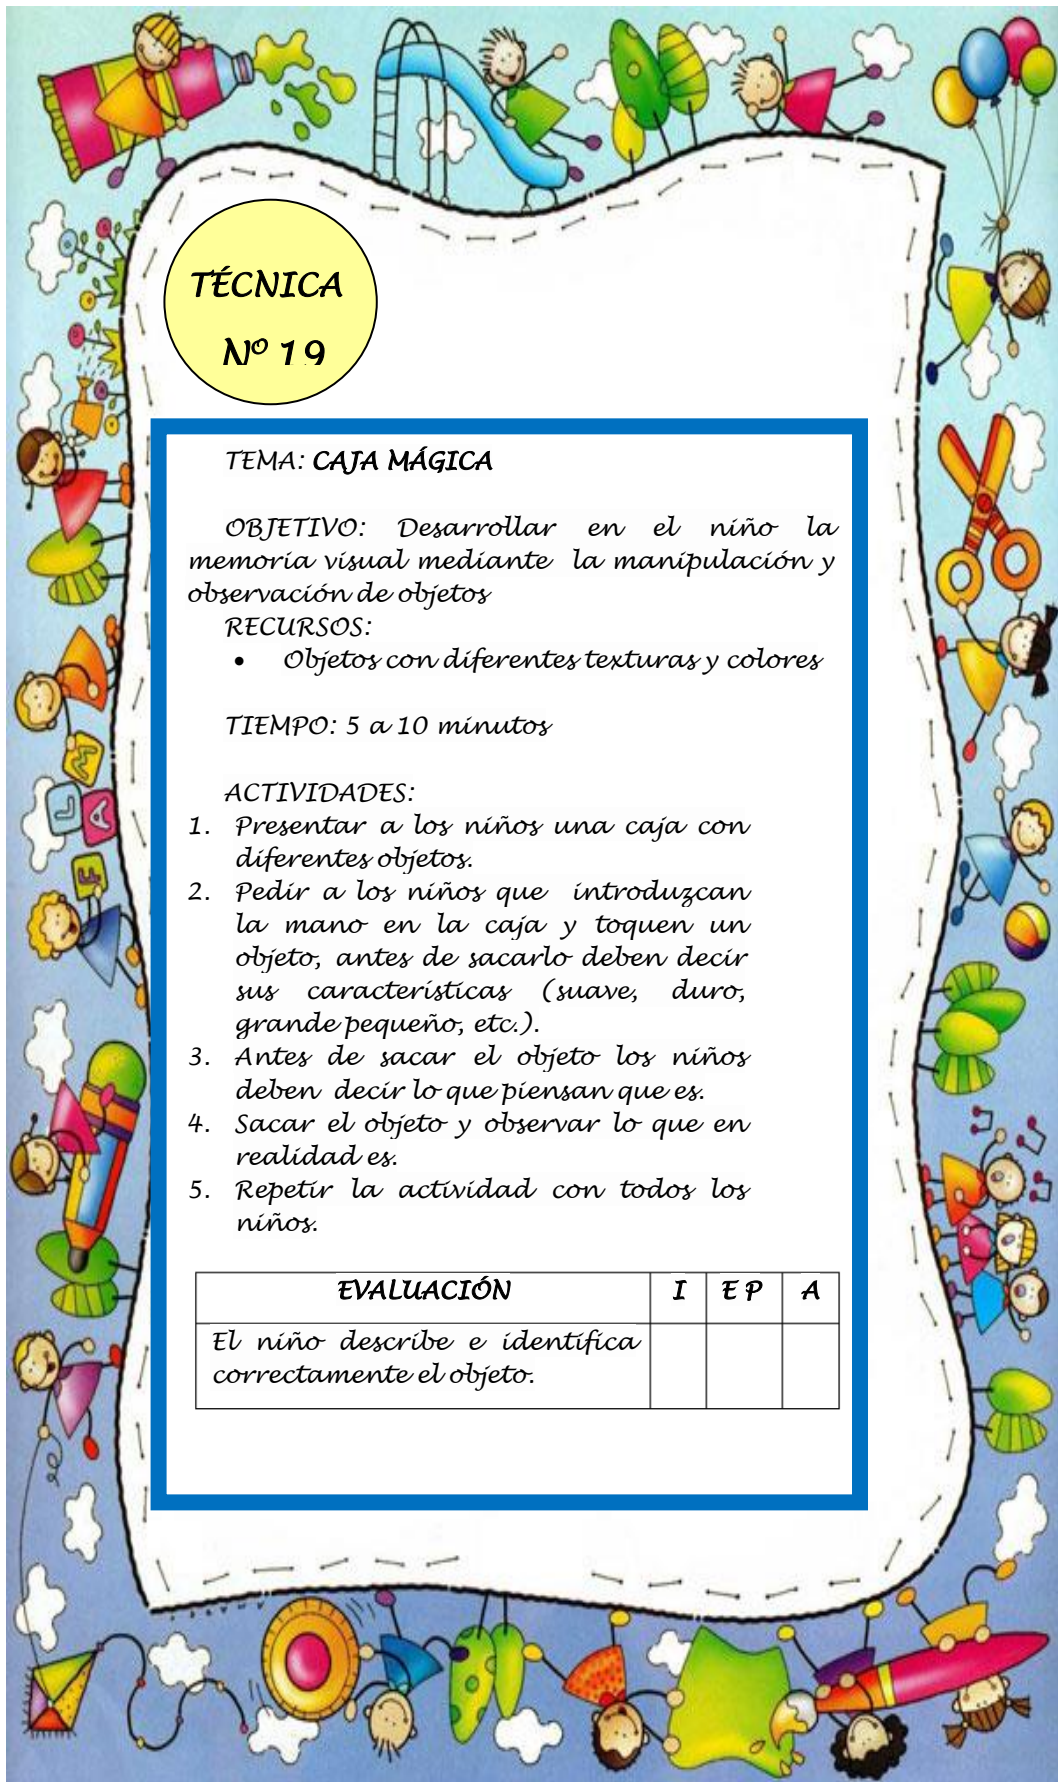 TÉCNICA
Nº 19
TEMA: CAJA MÁGICA
OBJETIVO: Desarrollar en el niño la
memoria visual mediante la manipulación y
observación de objetos
RECURSOS:
• Objetos con diferentes texturas y colores
TIEMPO: 5 a 10 minutos
ACTIVIDADES:
1. Presentar a los niños una caja con
diferentes objetos.
2. Pedir a los niños que introduzcan
la mano en la caja y toquen un
objeto, antes de sacarlo deben decir
sus características (suave, duro,
grande pequeño, etc.).
3. Antes de sacar el objeto los niños
deben decir lo que piensan que es.
4. Sacar el objeto y observar lo que en
realidad es.
5. Repetir la actividad con todos los
niños.
EVALUACIÓN I E P A
El niño describe e identifica
correctamente el objeto.
M
L A
F